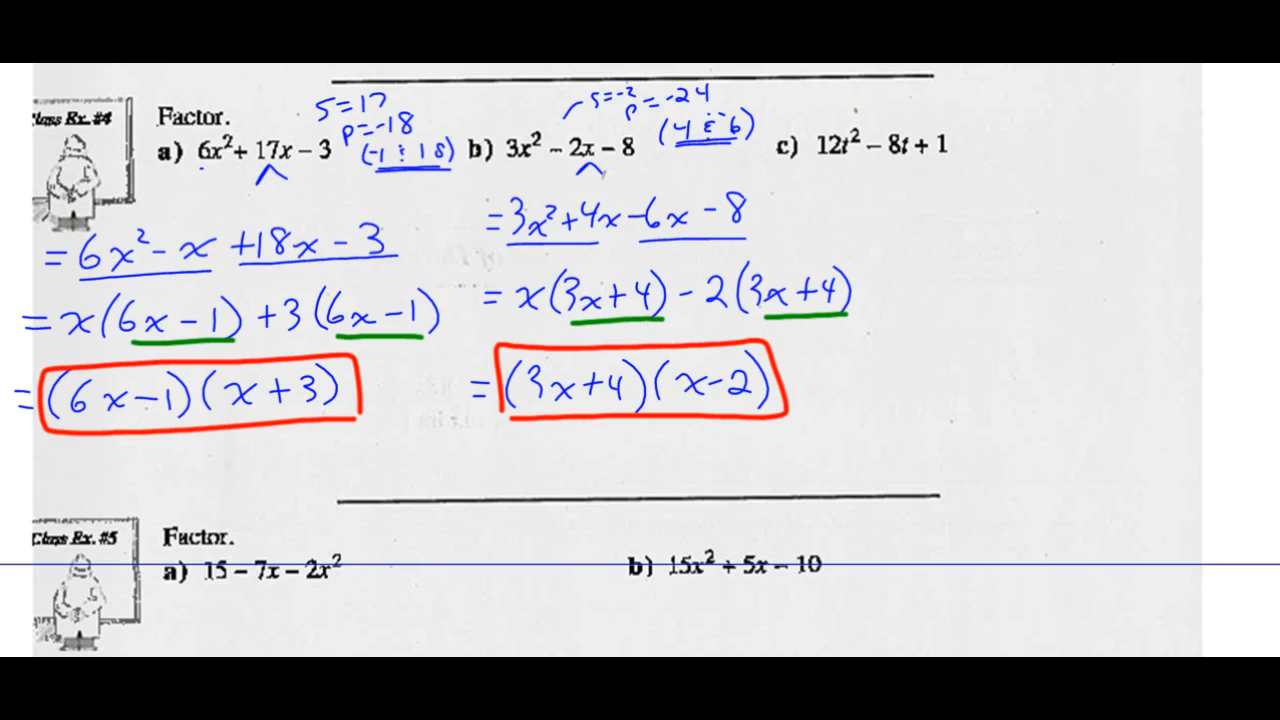 Class Ex. #4
Factor.
a) 6x² + 17x − 3
S = 17
P = −18
(−1 & 18)
= 6x² − x + 18x − 3
= x(6x − 1) + 3(6x − 1)
= (6x − 1)(x + 3)
b) 3x² − 2x − 8
S = −2
P = −24
(4 & −6)
= 3x² + 4x − 6x − 8
= x(3x + 4) − 2(3x + 4)
= (3x + 4)(x − 2)
c) 12t² − 8t + 1
Class Ex. #5
Factor.
a) 15 − 7x − 2x²
b) 15x² + 5x − 10